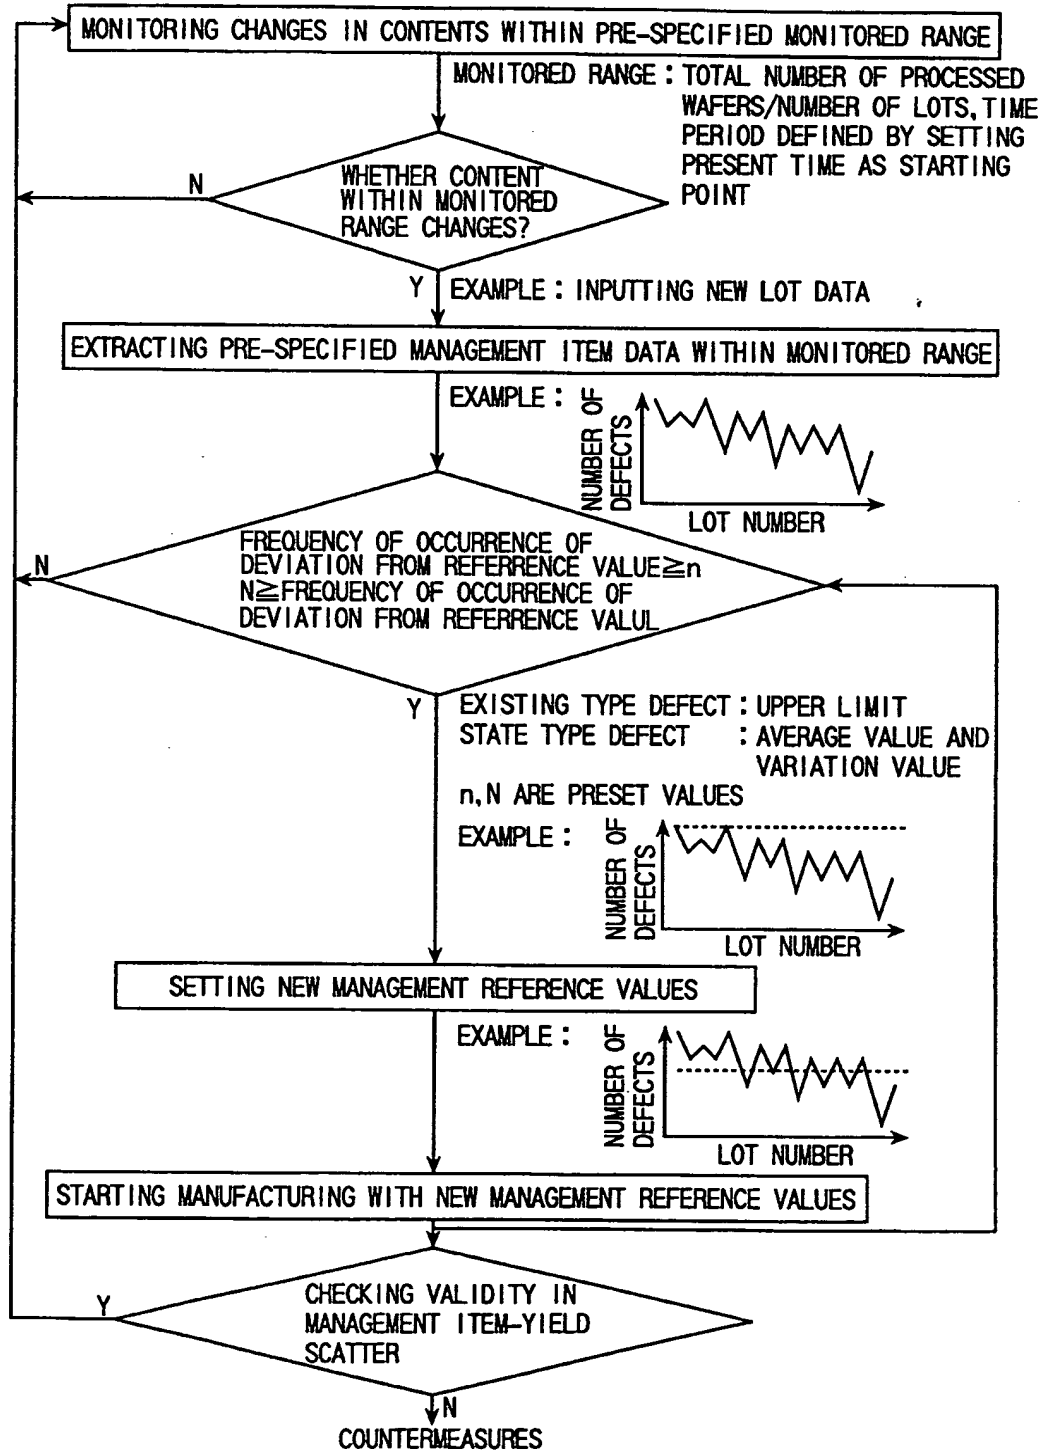 MONITORING CHANGES IN CONTENTS WITHIN PRE-SPECIFIED MONITORED RANGE
MONITORED RANGE : TOTAL NUMBER OF PROCESSED
WAFERS/NUMBER OF LOTS, TIME
PERIOD DEFINED BY SETTING
PRESENT TIME AS STARTING
POINT
WHETHER CONTENT
WITHIN MONITORED
RANGE CHANGES?
N
Y
EXAMPLE : INPUTTING NEW LOT DATA
EXTRACTING PRE-SPECIFIED MANAGEMENT ITEM DATA WITHIN MONITORED RANGE
EXAMPLE :
NUMBER OF
DEFECTS
LOT NUMBER
FREQUENCY OF OCCURRENCE OF
DEVIATION FROM REFERRENCE VALUE≧n
N≧FREQUENCY OF OCCURRENCE OF
DEVIATION FROM REFERRENCE VALUL
N
Y
EXISTING TYPE DEFECT : UPPER LIMIT
STATE TYPE DEFECT : AVERAGE VALUE AND
VARIATION VALUE
n, N ARE PRESET VALUES
EXAMPLE :
NUMBER OF
DEFECTS
LOT NUMBER
SETTING NEW MANAGEMENT REFERENCE VALUES
EXAMPLE :
NUMBER OF
DEFECTS
LOT NUMBER
STARTING MANUFACTURING WITH NEW MANAGEMENT REFERENCE VALUES
Y
CHECKING VALIDITY IN
MANAGEMENT ITEM-YIELD
SCATTER
N
COUNTERMEASURES